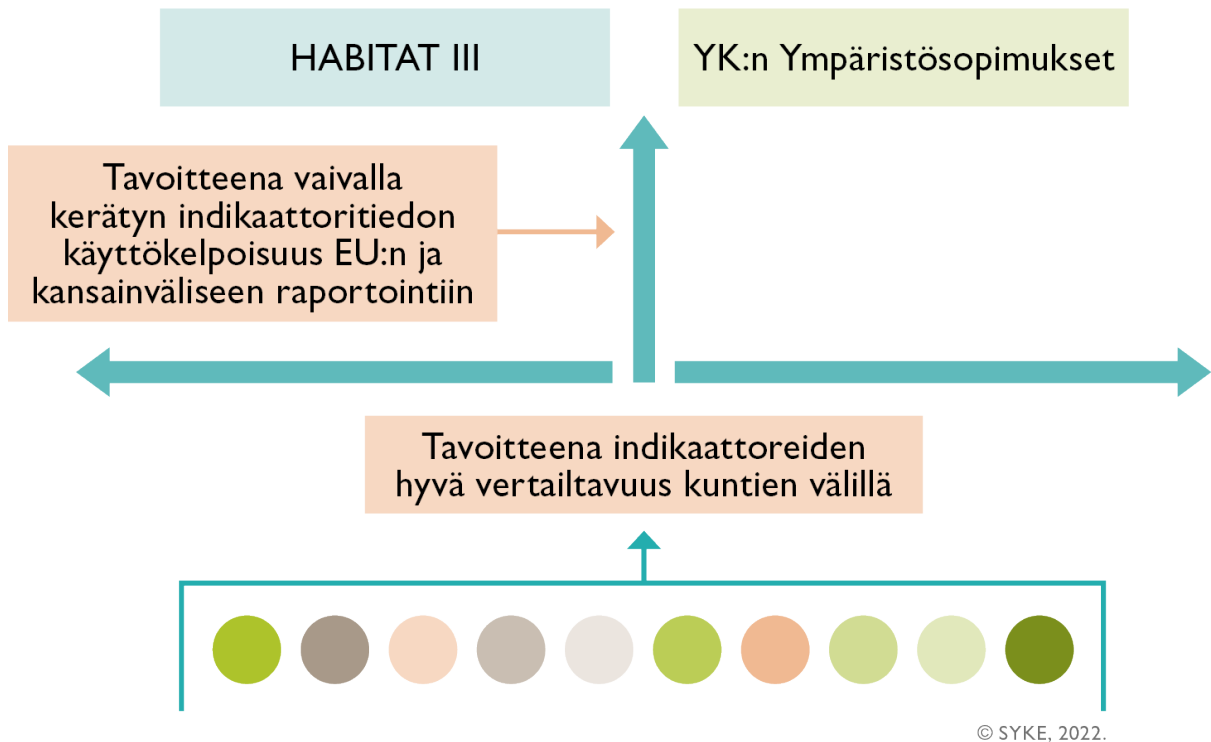 HABITAT III
YK:n Ympäristösopimukset
Tavoitteena vaivalla
kerätyn indikaattoritiedon
käyttökelpoisuus EU:n ja
kansainväliseen raportointiin
Tavoitteena indikaattoreiden
hyvä vertailtavuus kuntien välillä
© SYKE, 2022.